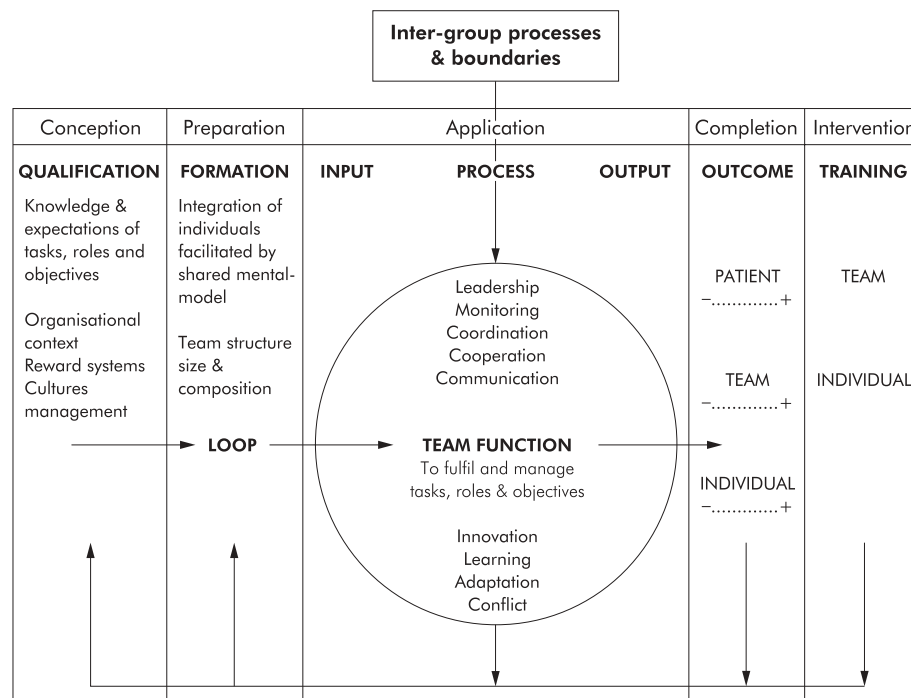 Inter-group processes
& boundaries
Conception
Preparation
Application
Completion
Intervention
QUALIFICATION
FORMATION
INPUT
PROCESS
OUTPUT
OUTCOME
TRAINING
Knowledge &
expectations of
tasks, roles and
objectives
Organisational
context
Reward systems
Cultures
management
Integration of
individuals
facilitated by
shared mental-
model
Team structure
size &
composition
LOOP
Leadership
Monitoring
Coordination
Cooperation
Communication
TEAM FUNCTION
To fulfil and manage
tasks, roles & objectives
Innovation
Learning
Adaptation
Conflict
PATIENT
–.............+
TEAM
–.............+
INDIVIDUAL
–.............+
TEAM
INDIVIDUAL